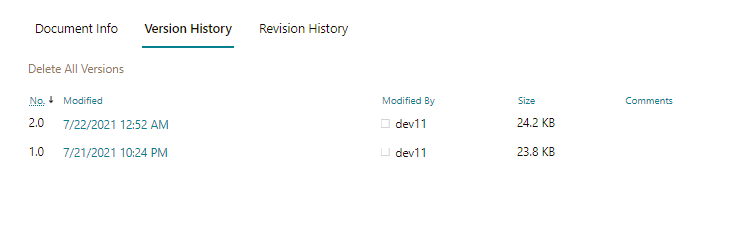 Document Info Version History Revision History
Delete All Versions
No. ↓ Modified Modified By Size Comments
2.0 7/22/2021 12:52 AM dev11 24.2 KB
1.0 7/21/2021 10:24 PM dev11 23.8 KB